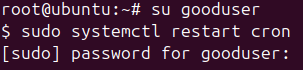 root@ubuntu:~# su gooduser
$ sudo systemctl restart cron
[sudo] password for gooduser: